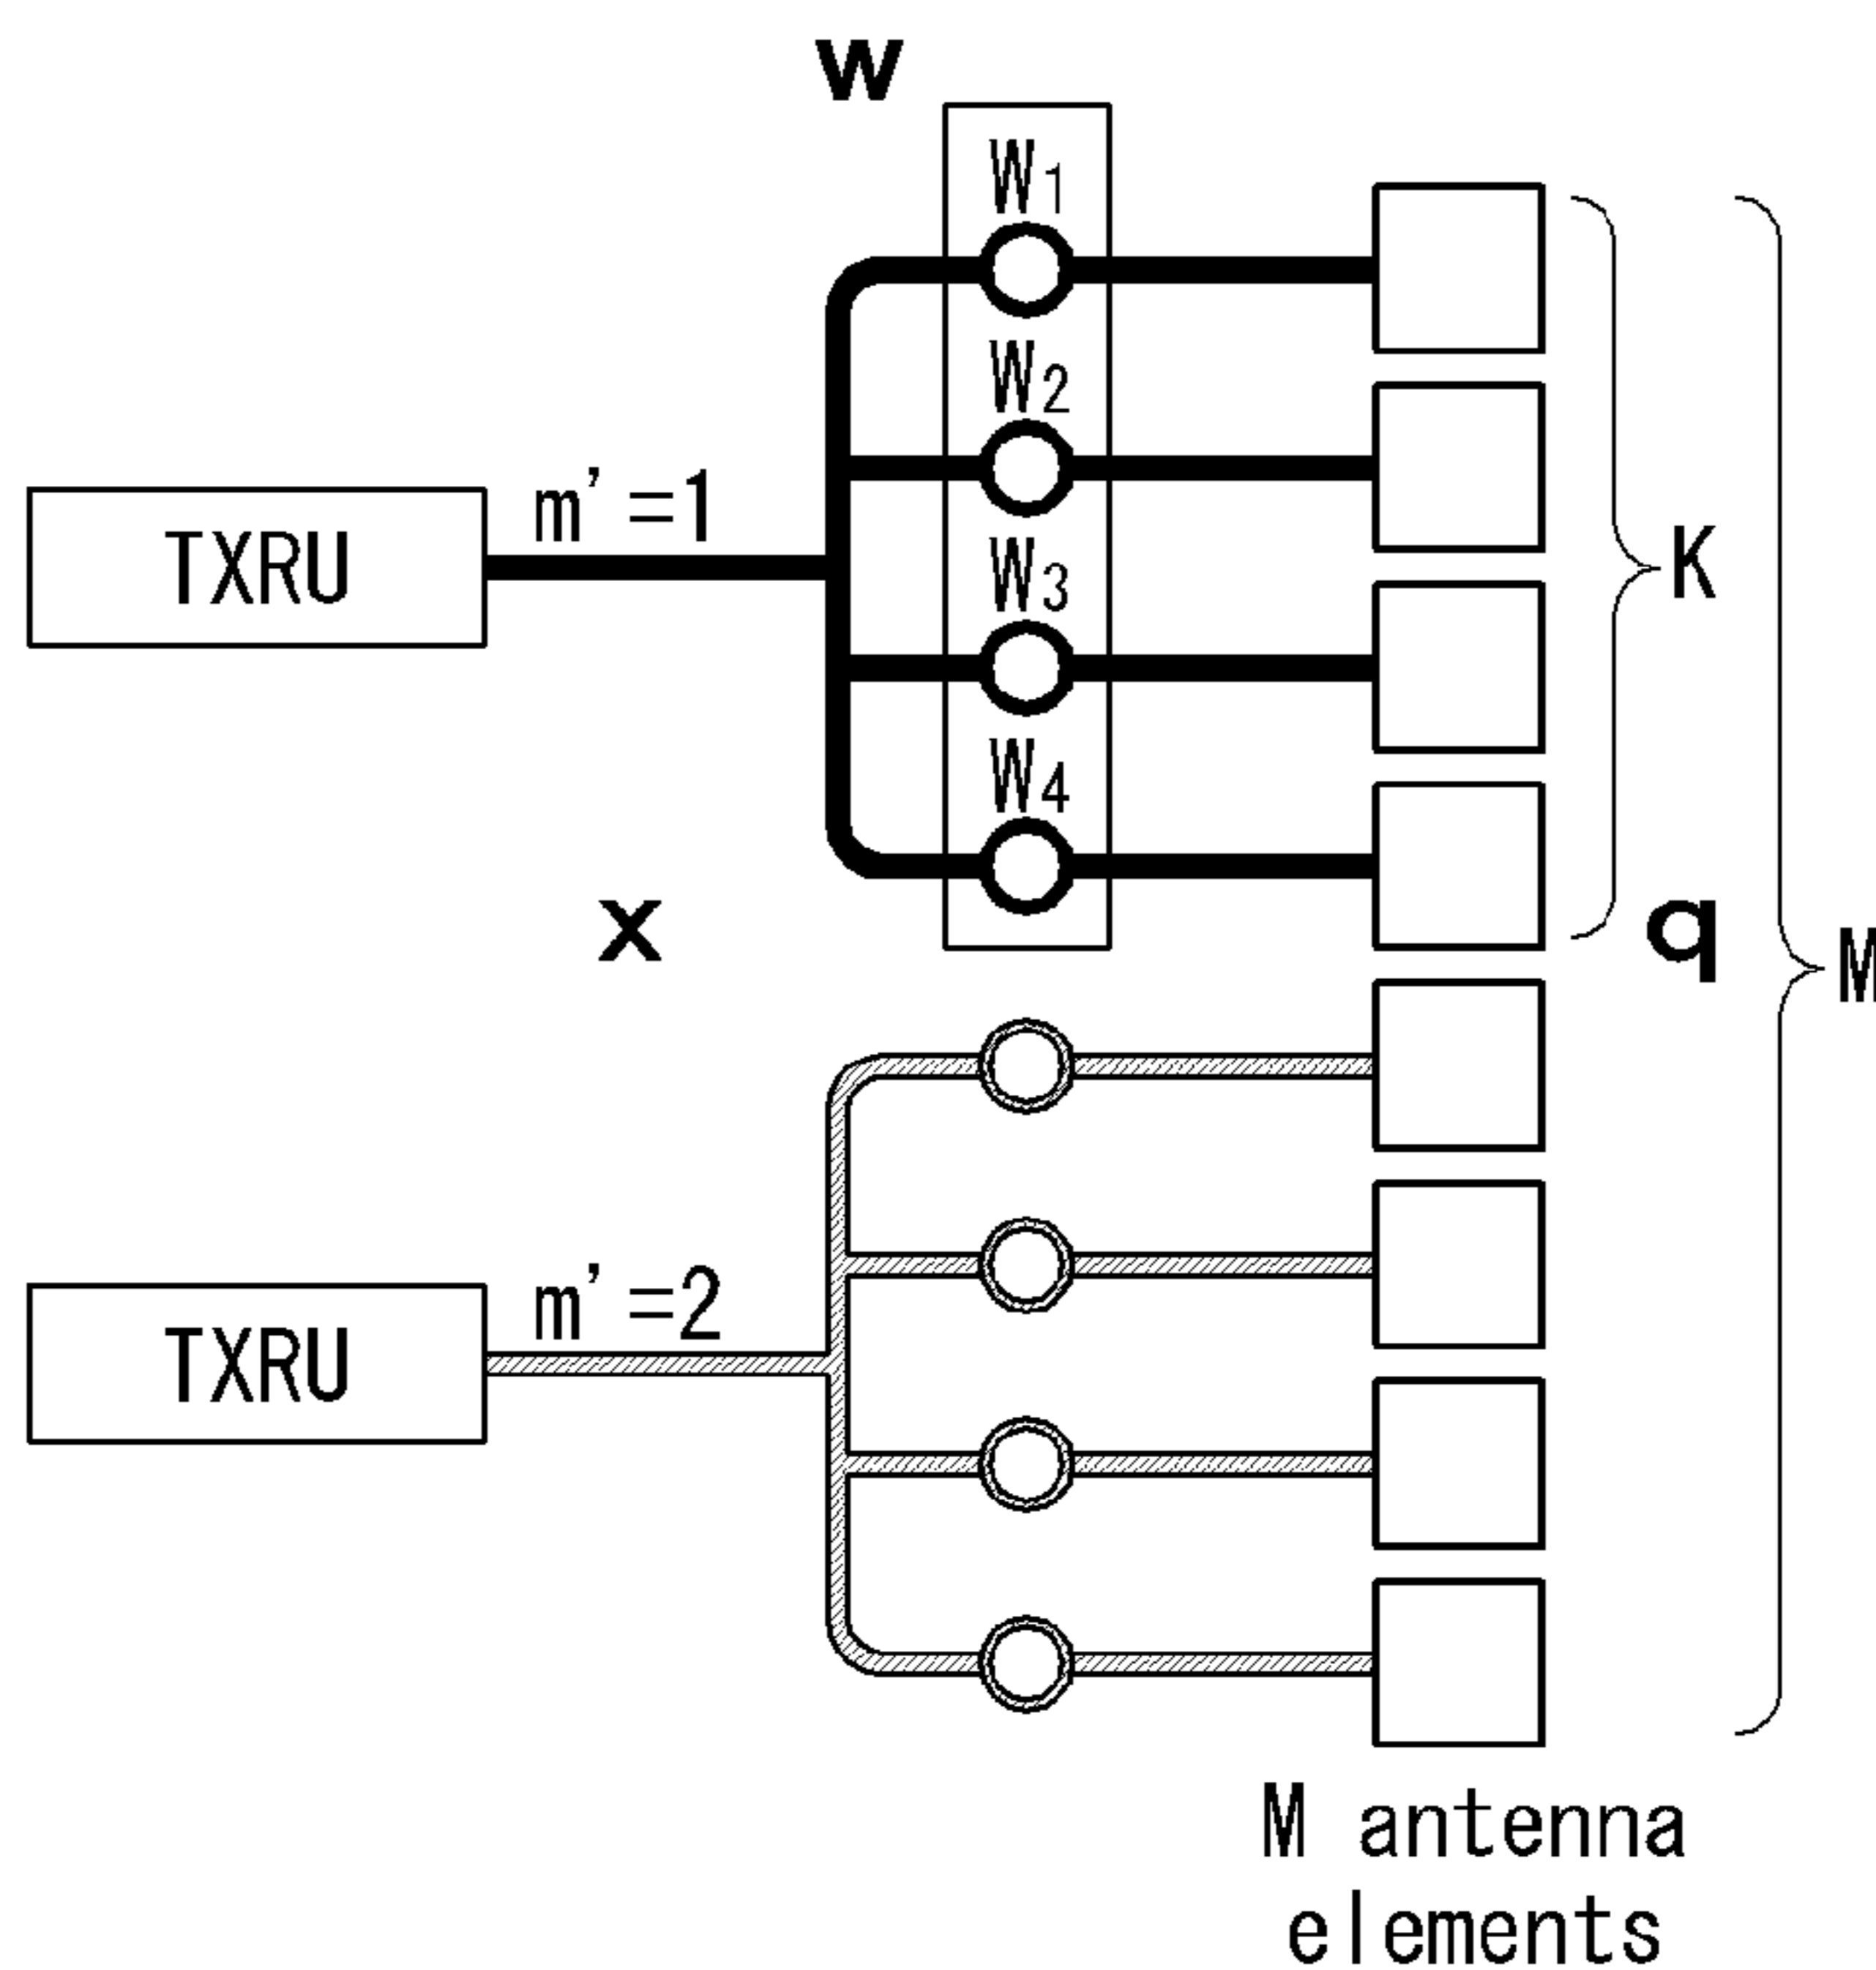 w
W1
W2
m'=1
TXRU
W3
K
W4
x
q
M
m'=2
TXRU
M antenna
elements